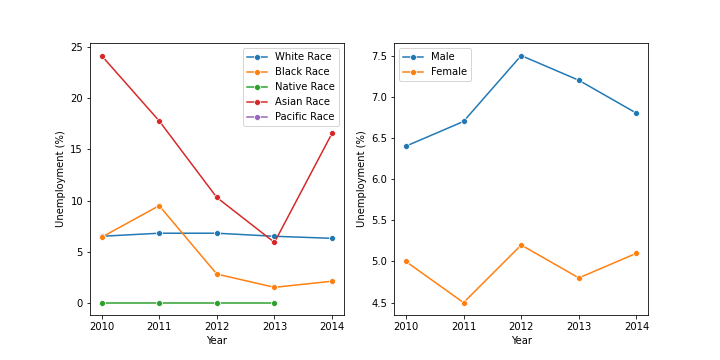 25
20
15
10
5
0
Unemployment (%)
2010 2011 2012 2013 2014
Year
White Race
Black Race
Native Race
Asian Race
Pacific Race
7.5
7.0
6.5
6.0
5.5
5.0
4.5
Unemployment (%)
2010 2011 2012 2013 2014
Year
Male
Female